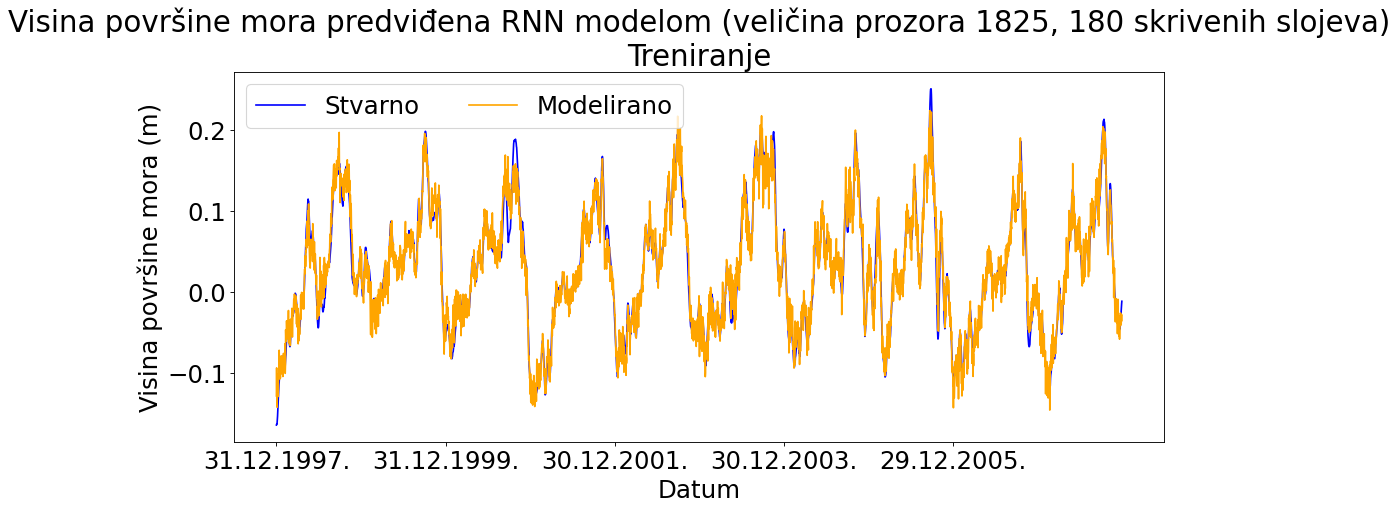 Visina površine mora predviđena RNN modelom (veličina prozora 1825, 180 skrivenih slojeva)
Treniranje
Stvarno Modelirano
Visina površine mora (m)
0.2
0.1
0.0
−0.1
31.12.1997. 31.12.1999. 30.12.2001. 30.12.2003. 29.12.2005.
Datum